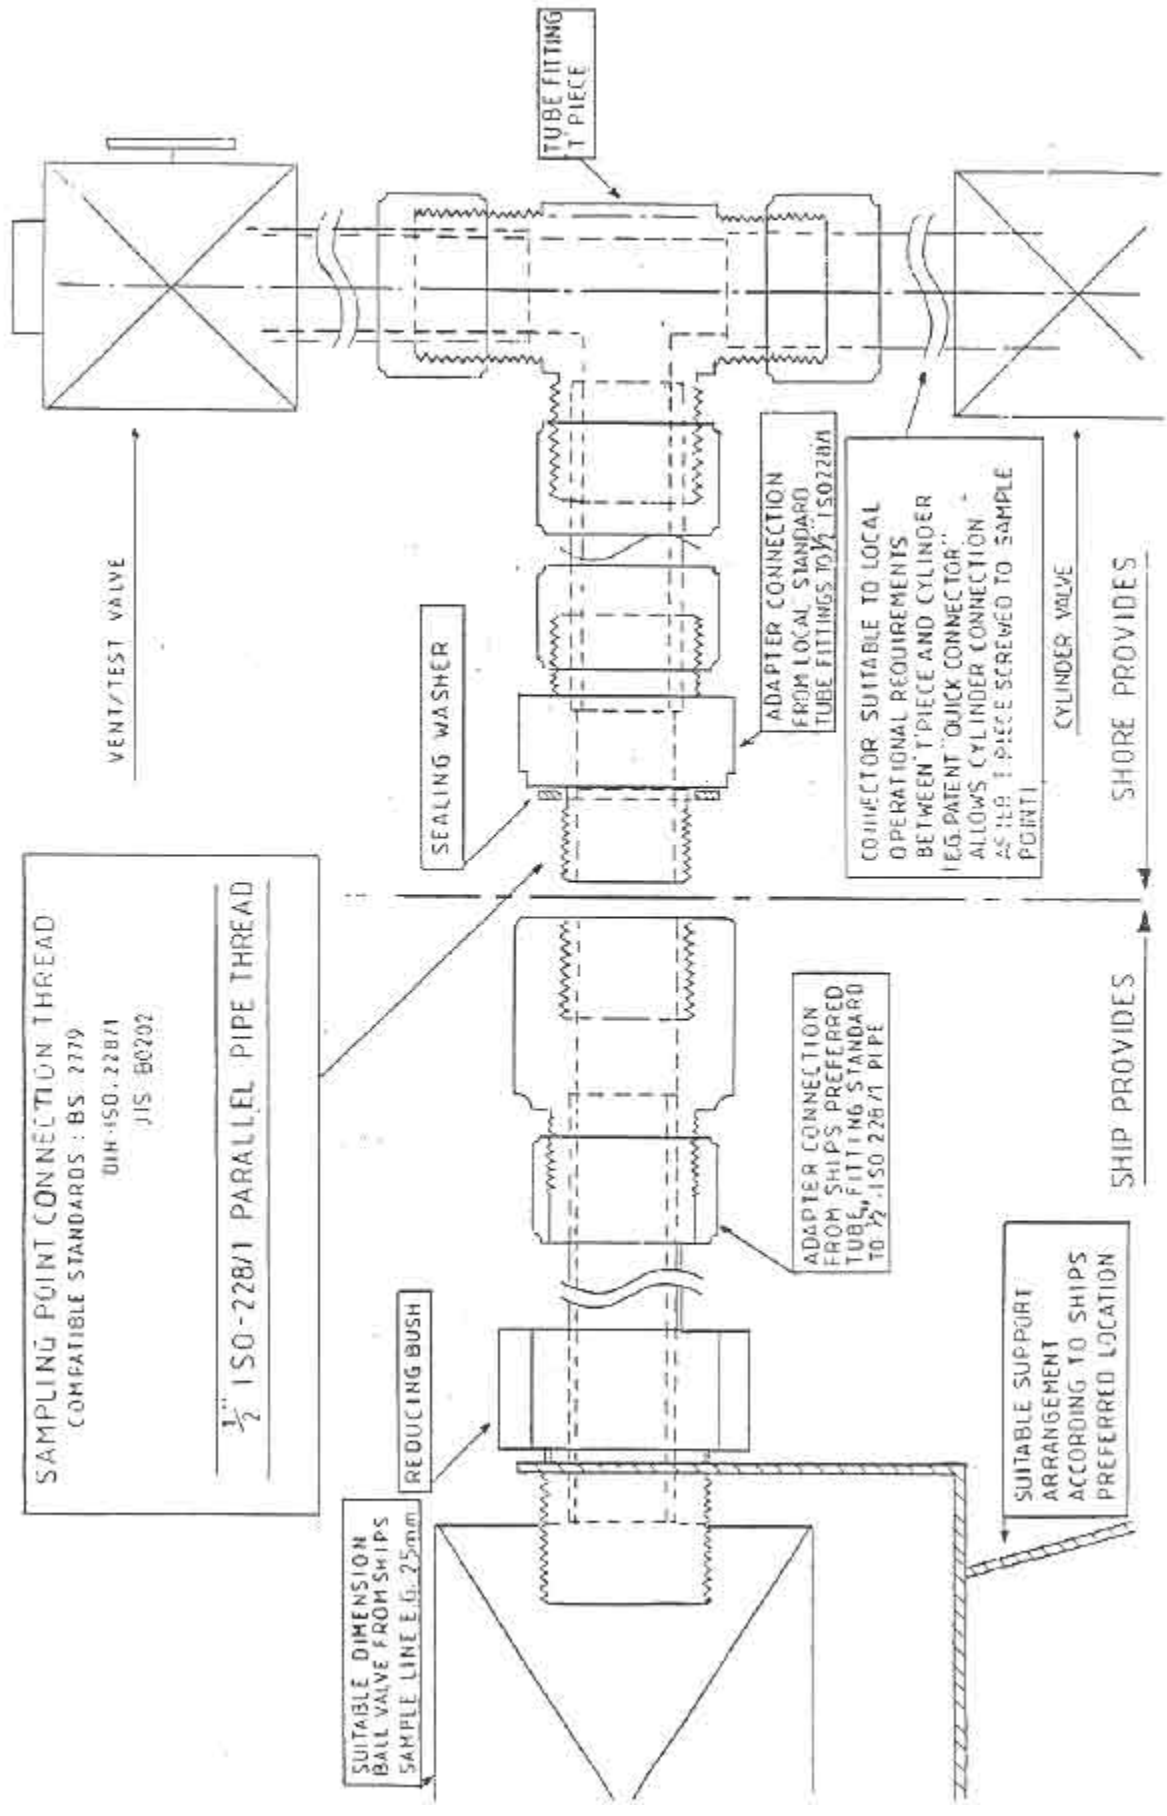 SAMPLING POINT CONNECTION THREAD
COMPATIBLE STANDARDS : BS 2779
DIN-ISO.228/1
JIS B0202
1/2" ISO-228/1 PARALLEL PIPE THREAD
VENT/TEST VALVE
TUBE FITTING
'T' PIECE
SEALING WASHER
ADAPTER CONNECTION
FROM LOCAL STANDARD
TUBE FITTINGS TO 1/2" ISO228/1
CONNECTOR SUITABLE TO LOCAL
OPERATIONAL REQUIREMENTS
BETWEEN 'T' PIECE AND CYLINDER
(E.G. PATENT "QUICK CONNECTOR"
ALLOWS CYLINDER CONNECTION
PIECE SCREWED TO SAMPLE
POINT)
CYLINDER VALVE
SHORE PROVIDES
SHIP PROVIDES
SUITABLE DIMENSION
BALL VALVE FROM SHIPS
SAMPLE LINE E.G. 25mm
REDUCING BUSH
ADAPTER CONNECTION
FROM SHIPS PREFERRED
TUBE FITTING STANDARD
TO 1/2" ISO 228/1 PIPE
SUITABLE SUPPORT
ARRANGEMENT
ACCORDING TO SHIPS
PREFERRED LOCATION